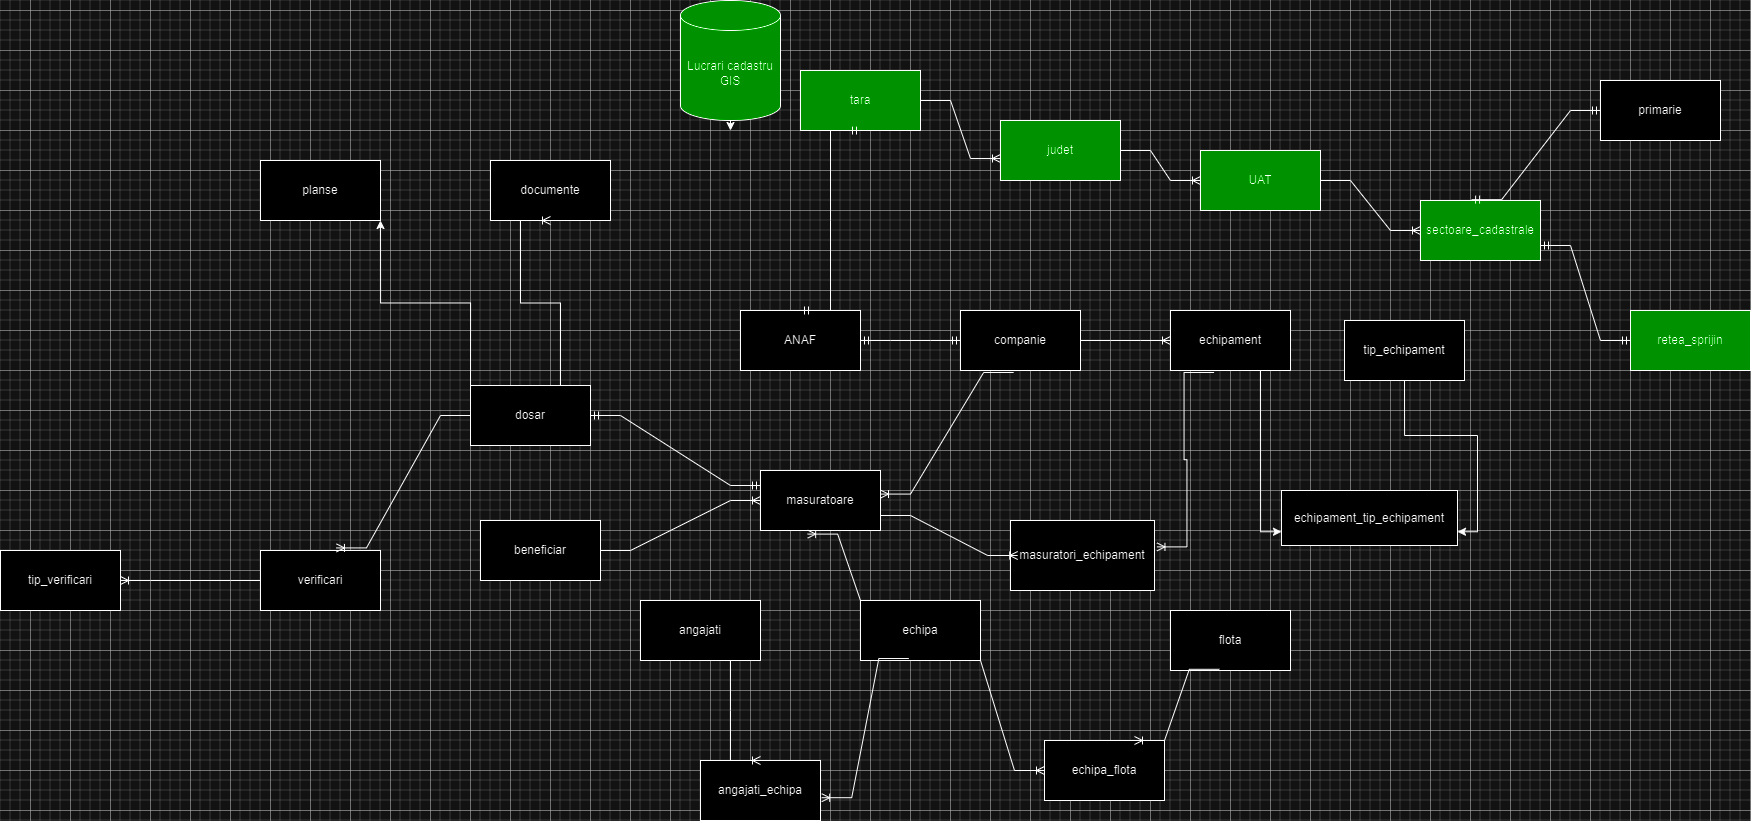 Lucrari cadastru
GIS
tara
primarie
judet
UAT
planse
documente
sectoare_cadastrale
ANAF
companie
echipament
tip_echipament
retea_sprijin
dosar
masuratoare
echipament_tip_echipament
beneficiar
masuratori_echipament
tip_verificari
verificari
angajati
echipa
flota
echipa_flota
angajati_echipa